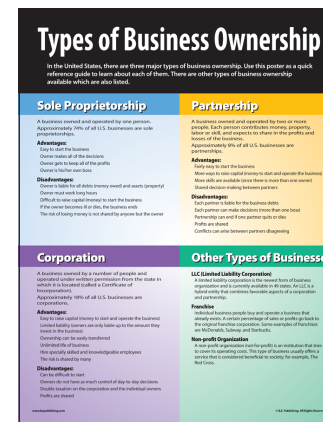 Types of Business Ownership
In the United States, there are three major types of business ownership. Use this poster as a quick
reference guide to learn about each of them. There are other types of business ownership
available which are also listed.
Sole Proprietorship
A business owned and operated by one person.
Approximately 74% of all U.S. businesses are sole
proprietorships.
Advantages:
Easy to start the business
Owner makes all of the decisions
Owner gets to keep all of the profits
Owner is his/her own boss
Disadvantages:
Owner is liable for all debts (money owed) and assets (property)
Owner must work long hours
Difficult to raise capital (money) to start the business
If the owner becomes ill or dies, the business ends
The risk of losing money is not shared by anyone but the owner
Partnership
A business owned and operated by two or more
people. Each person contributes money, property,
labor or skill, and expects to share in the profits and
losses of the business.
Approximately 8% of all U.S. businesses are
partnerships.
Advantages:
Fairly easy to start the business
More ways to raise capital (money to start and operate the business)
More skills are available (since there is more than one owner)
Shared decision-making between partners
Disadvantages:
Each partner is liable for the business debts
Each partner can make decisions (more than one boss)
Partnership can end if one partner quits or dies
Profits are shared
Conflicts can arise between partners disagreeing
Corporation
A business owned by a number of people and
operated under written permission from the state in
which it is located (called a Certificate of
Incorporation).
Approximately 18% of all U.S. businesses are
corporations.
Advantages:
Easy to raise capital (money to start and operate the business)
Limited liability (owners are only liable up to the amount they
invest in the business)
Ownership can be easily transferred
Unlimited life of business
Hire specially skilled and knowledgeable employees
The risk is shared by many
Disadvantages:
Can be difficult to start
Owners do not have as much control of day-to-day decisions
Double taxation on the corporation and the individual owners
Profits are shared
Other Types of Businesse
LLC (Limited Liability Corporation)
A limited liability corporation is the newest form of business
organization and is currently available in 49 states. An LLC is a
hybrid entity that combines favorable aspects of a corporation
and partnership.
Franchise
Individual business people buy and operate a business that
already exists. A certain percentage of sales or profits go back to
the original franchise corporation. Some examples of franchises
are McDonalds, Subway, and Starbucks.
Non-profit Organization
A non-profit organization (not-for-profit) is an institution that tries
to cover its operating costs. This type of business usually offers a
service that is considered beneficial to society; for example, The
Red Cross.